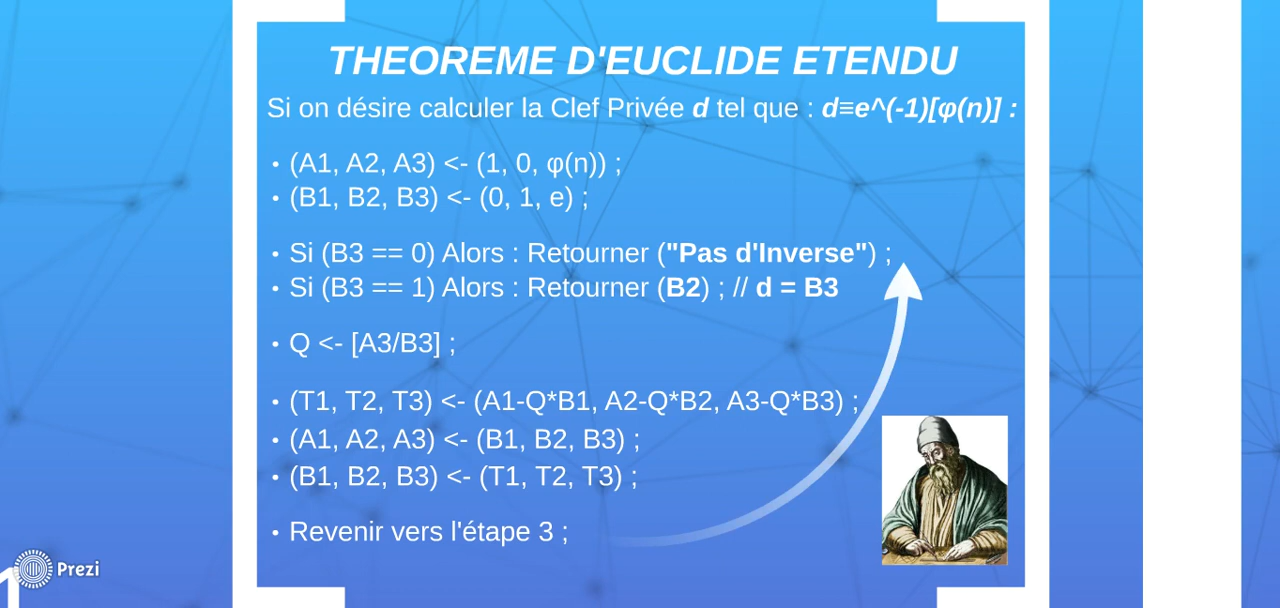 THEOREME D'EUCLIDE ETENDU
Si on désire calculer la Clef Privée d tel que : d≡e^(-1)[φ(n)] :
• (A1, A2, A3) <- (1, 0, φ(n)) ;
• (B1, B2, B3) <- (0, 1, e) ;
• Si (B3 == 0) Alors : Retourner ("Pas d'Inverse") ;
• Si (B3 == 1) Alors : Retourner (B2) ; // d = B3
• Q <- [A3/B3] ;
• (T1, T2, T3) <- (A1-Q*B1, A2-Q*B2, A3-Q*B3) ;
• (A1, A2, A3) <- (B1, B2, B3) ;
• (B1, B2, B3) <- (T1, T2, T3) ;
• Revenir vers l'étape 3 ;
Prezi